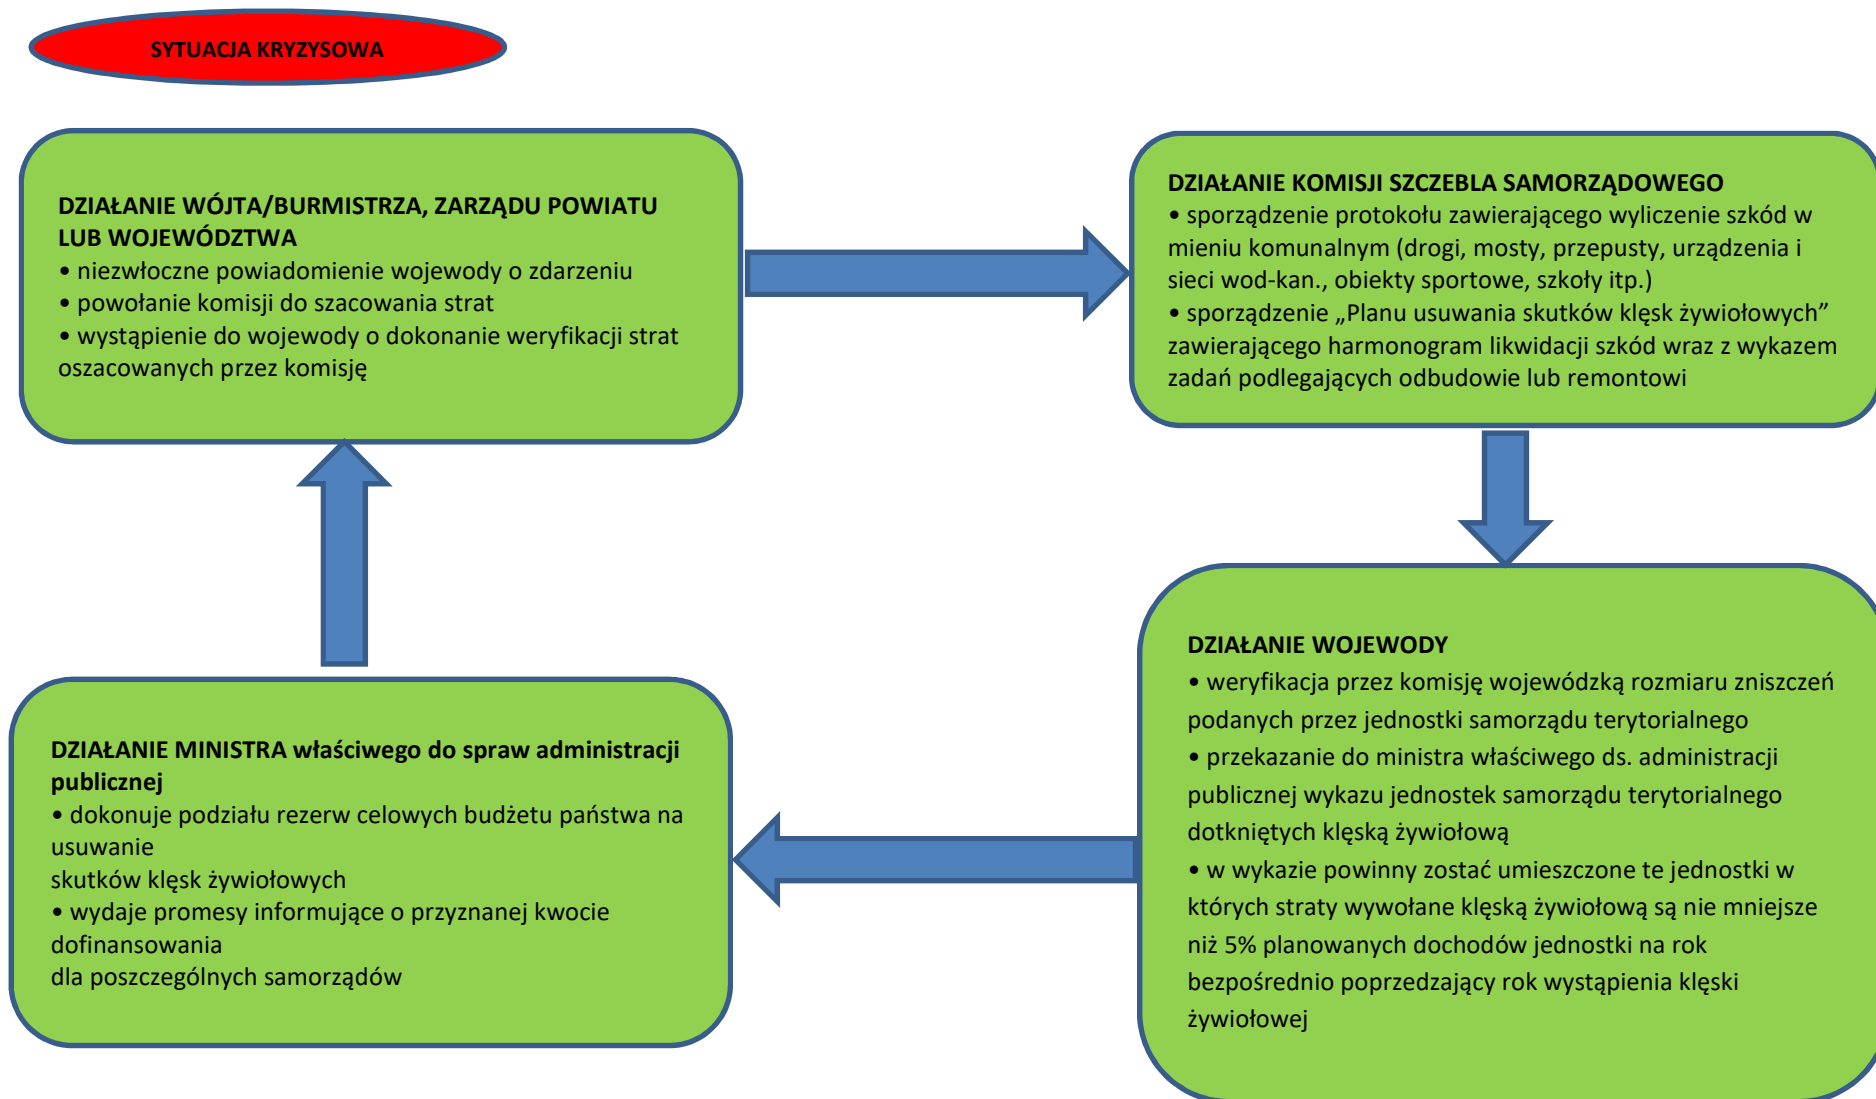 SYTUACJA KRYZYSOWA
DZIAŁANIE WÓJTA/BURMISTRZA, ZARZĄDU POWIATU
LUB WOJEWÓDZTWA
• niezwłoczne powiadomienie wojewody o zdarzeniu
• powołanie komisji do szacowania strat
• wystąpienie do wojewody o dokonanie weryfikacji strat
oszacowanych przez komisję
DZIAŁANIE KOMISJI SZCZEBLA SAMORZĄDOWEGO
• sporządzenie protokołu zawierającego wyliczenie szkód w
mieniu komunalnym (drogi, mosty, przepusty, urządzenia i
sieci wod-kan., obiekty sportowe, szkoły itp.)
• sporządzenie „Planu usuwania skutków klęsk żywiołowych”
zawierającego harmonogram likwidacji szkód wraz z wykazem
zadań podlegających odbudowie lub remontowi
DZIAŁANIE WOJEWODY
• weryfikacja przez komisję wojewódzką rozmiaru zniszczeń
podanych przez jednostki samorządu terytorialnego
• przekazanie do ministra właściwego ds. administracji
publicznej wykazu jednostek samorządu terytorialnego
dotkniętych klęską żywiołową
• w wykazie powinny zostać umieszczone te jednostki w
których straty wywołane klęską żywiołową są nie mniejsze
niż 5% planowanych dochodów jednostki na rok
bezpośrednio poprzedzający rok wystąpienia klęski
żywiołowej
DZIAŁANIE MINISTRA właściwego do spraw administracji
publicznej
• dokonuje podziału rezerw celowych budżetu państwa na
usuwanie
skutków klęsk żywiołowych
• wydaje promesy informujące o przyznanej kwocie
dofinansowania
dla poszczególnych samorządów